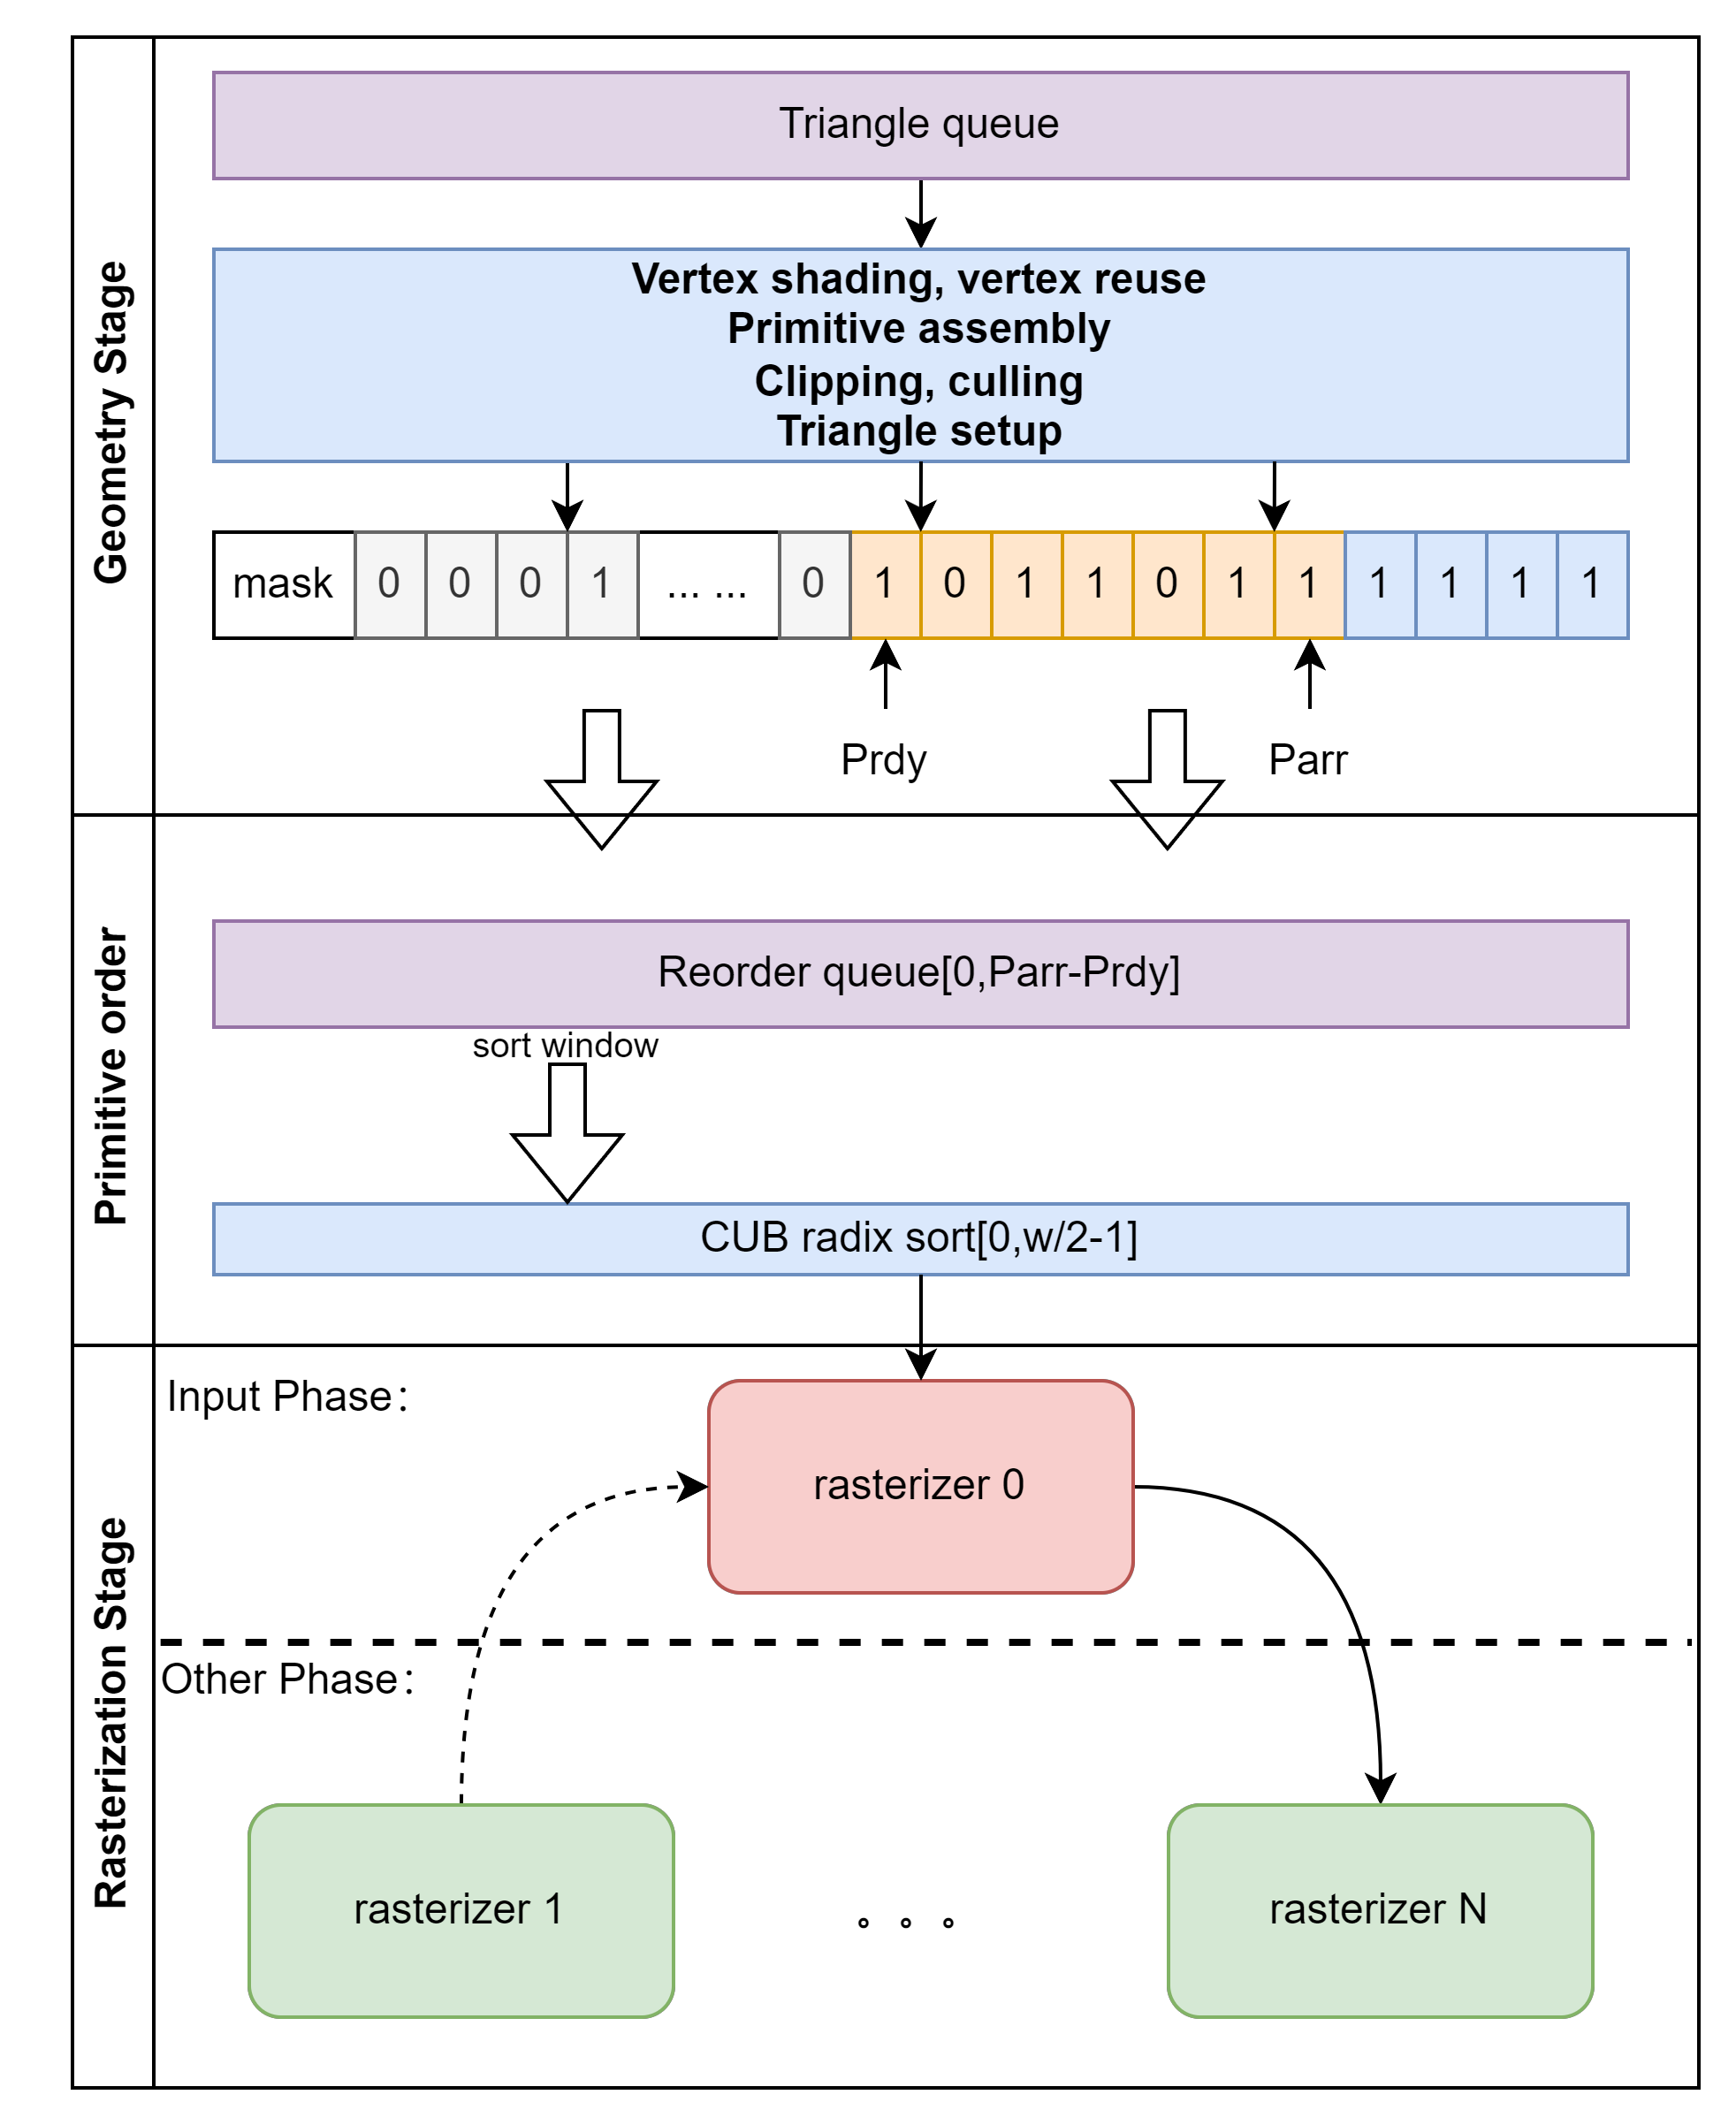 Geometry Stage
Triangle queue
Vertex shading, vertex reuse
Primitive assembly
Clipping, culling
Triangle setup
mask 0 0 0 1 ... ... 0 1 0 1 1 0 1 1 1 1 1 1
Prdy Parr
Primitive order
Reorder queue[0,Parr-Prdy]
sort window
CUB radix sort[0,w/2-1]
Rasterization Stage
Input Phase：
rasterizer 0
Other Phase：
rasterizer 1 。。。 rasterizer N